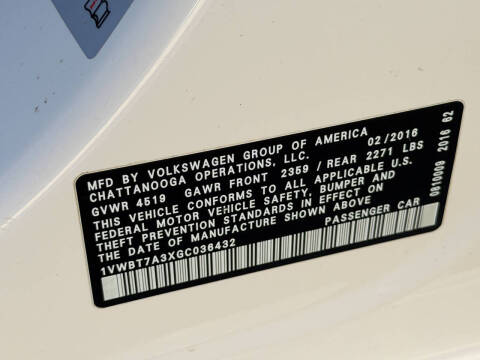 MFD BY VOLKSWAGEN GROUP OF AMERICA
CHATTANOOGA OPERATIONS, LLC. 02/2016
GVWR 4519 GAWR FRONT 2359 / REAR 2271 LBS
THIS VEHICLE CONFORMS TO ALL APPLICABLE U.S.
FEDERAL MOTOR VEHICLE SAFETY, BUMPER AND
THEFT PREVENTION STANDARDS IN EFFECT ON
THE DATE OF MANUFACTURE SHOWN ABOVE
1VWBT7A3XGC036432 PASSENGER CAR
0810009 2016 62